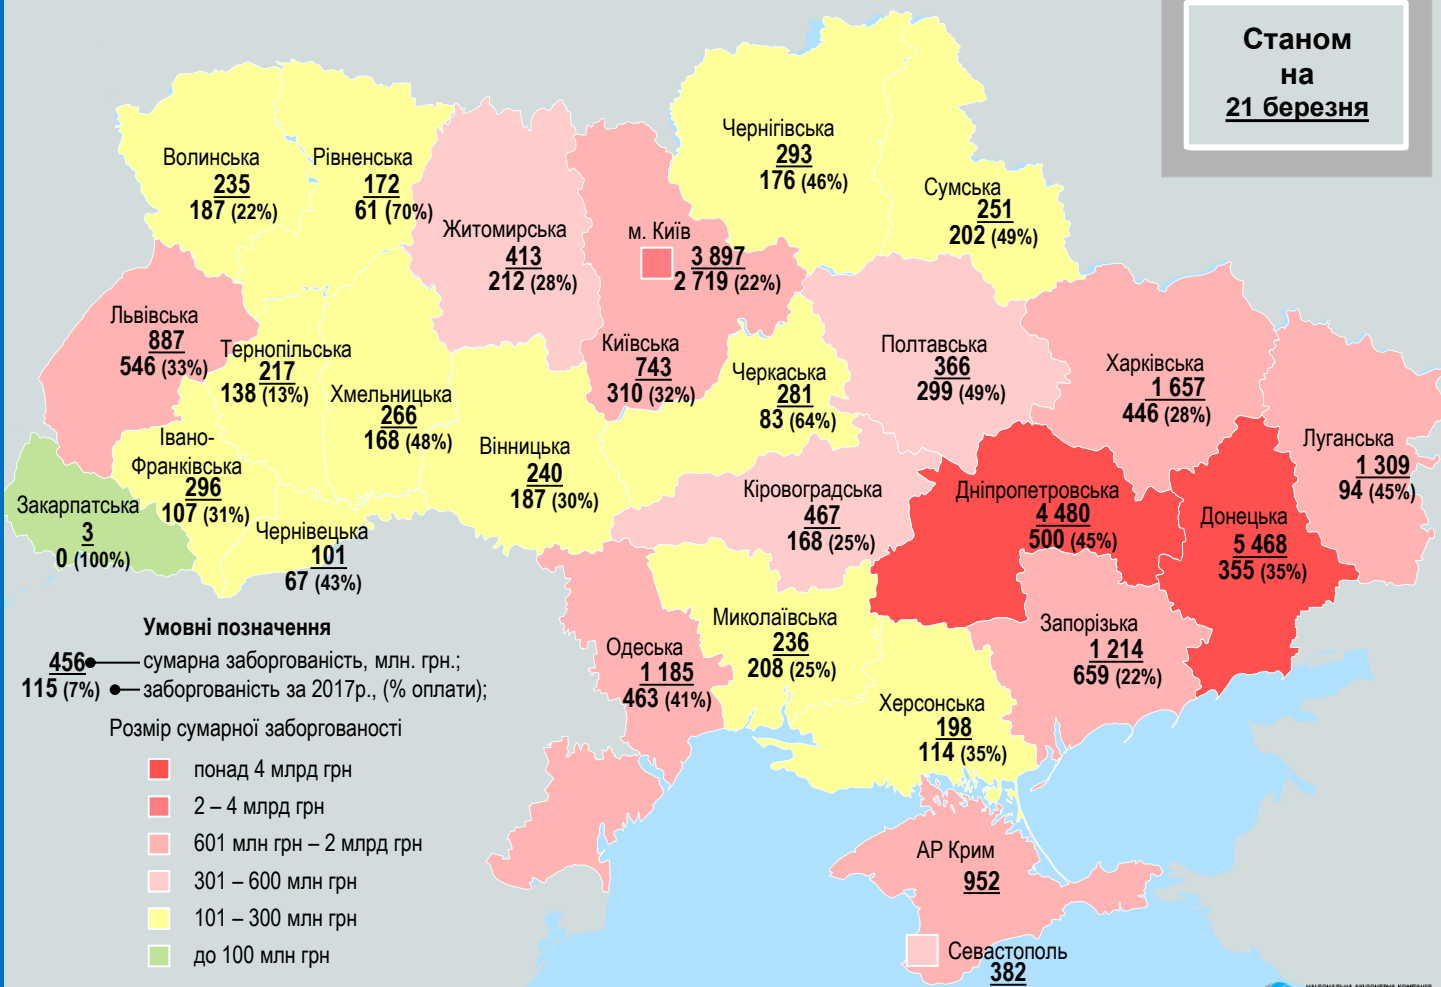 Станом
на
21 березня
Волинська
235
187 (22%)
Рівненська
172
61 (70%)
Житомирська
413
212 (28%)
м. Київ
3 897
2 719 (22%)
Чернігівська
293
176 (46%)
Сумська
251
202 (49%)
Львівська
887
546 (33%)
Тернопільська
217
138 (13%)
Хмельницька
266
168 (48%)
Київська
743
310 (32%)
Черкаська
281
83 (64%)
Полтавська
366
299 (49%)
Харківська
1 657
446 (28%)
Луганська
1 309
94 (45%)
Івано-
Франківська
296
107 (31%)
Закарпатська
3
0 (100%)
Чернівецька
101
67 (43%)
Вінницька
240
187 (30%)
Кіровоградська
467
168 (25%)
Дніпропетровська
4 480
500 (45%)
Донецька
5 468
355 (35%)
Одеська
1 185
463 (41%)
Миколаївська
236
208 (25%)
Херсонська
198
114 (35%)
Запорізька
1 214
659 (22%)
АР Крим
952
Севастополь
382
Умовні позначення
456 сумарна заборгованість, млн. грн.;
115 (7%) заборгованість за 2017р., (% оплати);
Розмір сумарної заборгованості
понад 4 млрд грн
2 – 4 млрд грн
601 млн грн – 2 млрд грн
301 – 600 млн грн
101 – 300 млн грн
до 100 млн грн